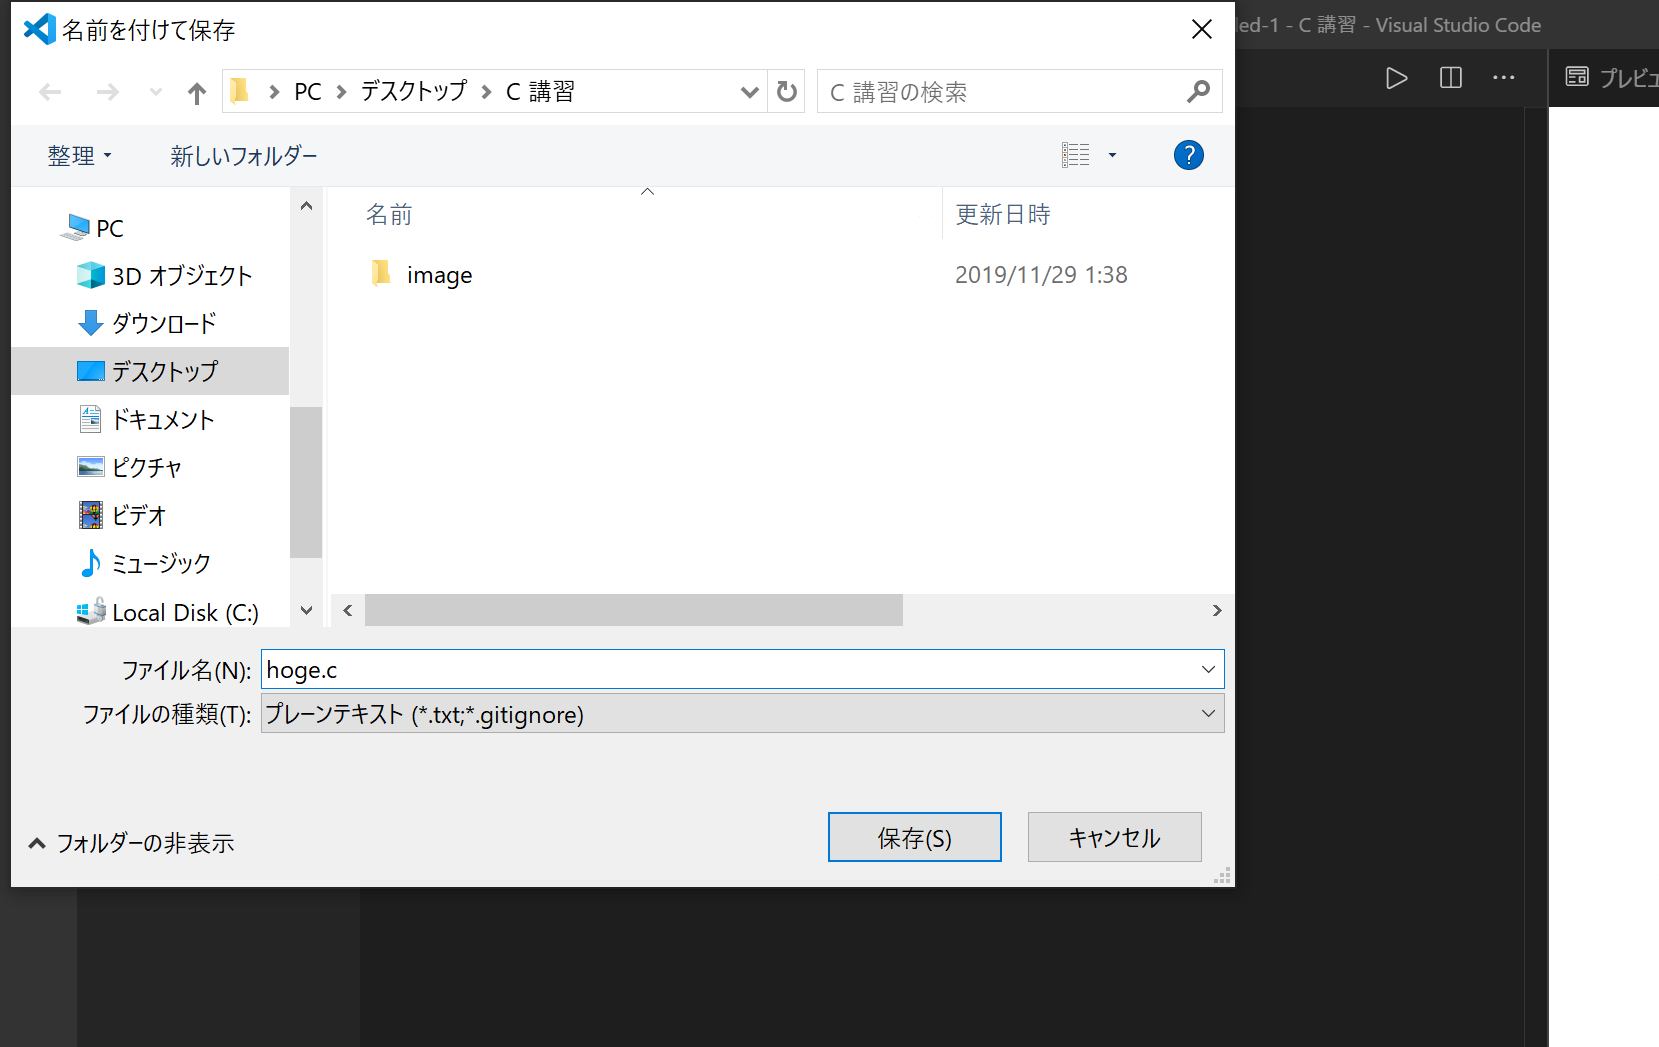 名前を付けて保存
led-1 - C 講習 - Visual Studio Code
PC デスクトップ C 講習
C 講習の検索
プレビュ
整理
新しいフォルダー
?
名前
更新日時
PC
3D オブジェクト
ダウンロード
デスクトップ
ドキュメント
ピクチャ
ビデオ
ミュージック
Local Disk (C:)
image
2019/11/29 1:38
ファイル名(N):
hoge.c
ファイルの種類(T):
プレーンテキスト (*.txt;*.gitignore)
フォルダーの非表示
保存(S)
キャンセル